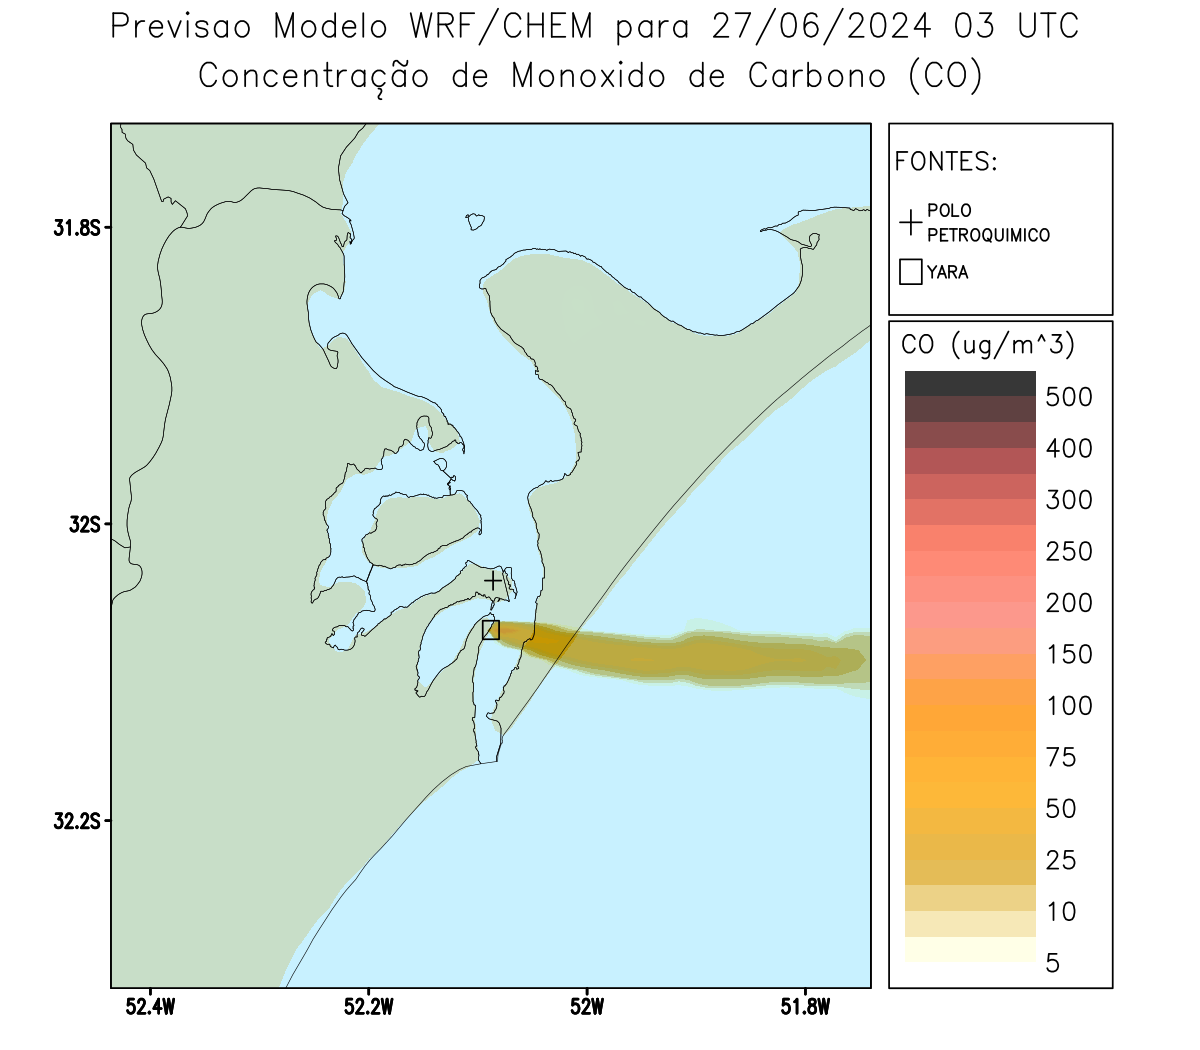 Previsao Modelo WRF/CHEM para 27/06/2024 03 UTC
Concentração de Monoxido de Carbono (CO)
FONTES:
POLO
PETROQUIMICO
YARA
CO (ug/m^3)
500
400
300
250
200
150
100
75
50
25
10
5
31.8S
32S
32.2S
52.4W
52.2W
52W
51.8W